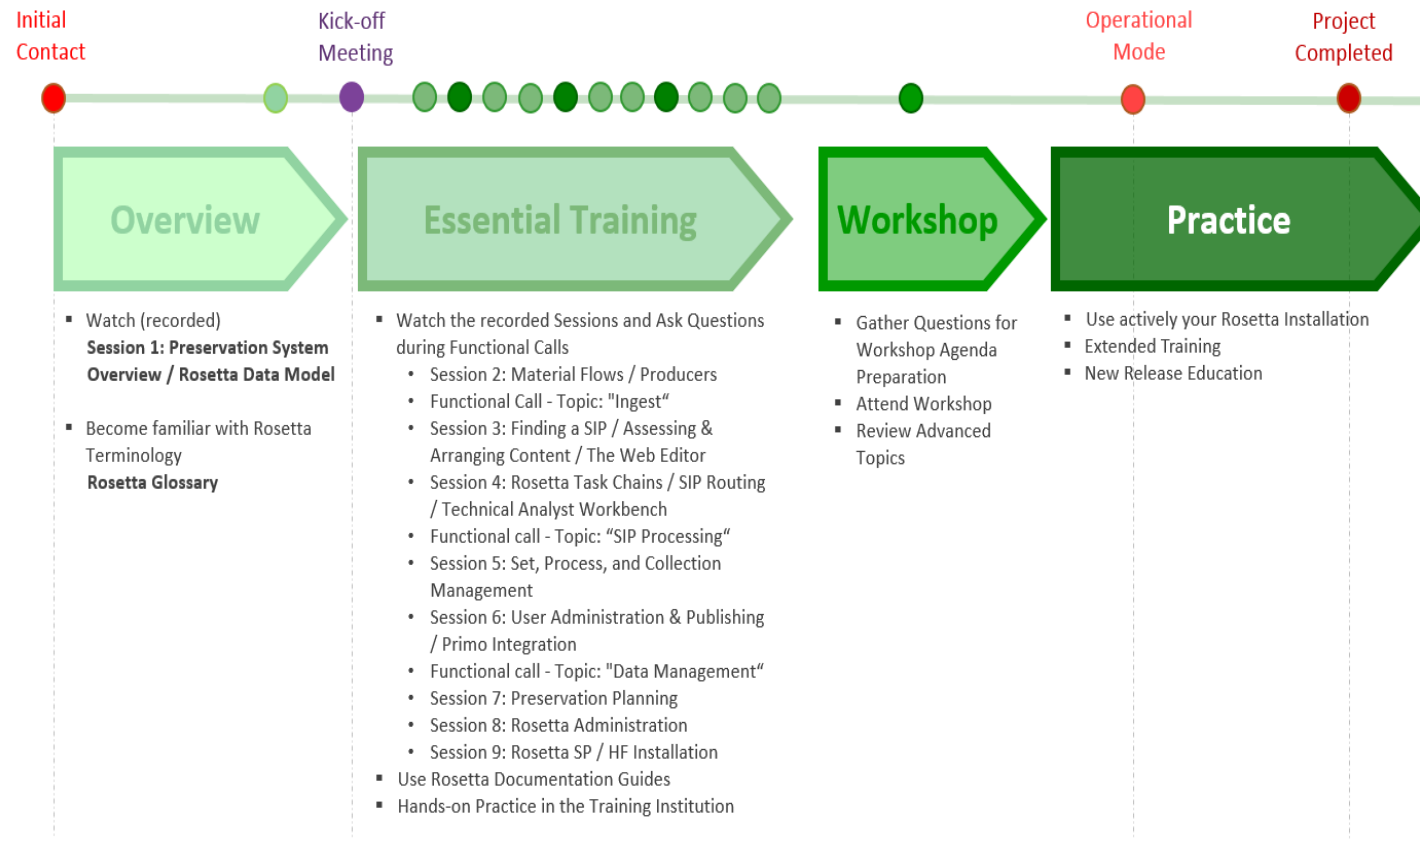 Initial
Contact
Kick-off
Meeting
Operational
Mode
Project
Completed
Overview
Essential Training
Workshop
Practice
▪ Watch (recorded)
Session 1: Preservation System
Overview / Rosetta Data Model
▪ Become familiar with Rosetta
Terminology
Rosetta Glossary
▪ Watch the recorded Sessions and Ask Questions
during Functional Calls
• Session 2: Material Flows / Producers
• Functional Call - Topic: "Ingest“
• Session 3: Finding a SIP / Assessing &
Arranging Content / The Web Editor
• Session 4: Rosetta Task Chains / SIP Routing
/ Technical Analyst Workbench
• Functional call - Topic: “SIP Processing“
• Session 5: Set, Process, and Collection
Management
• Session 6: User Administration & Publishing
/ Primo Integration
• Functional call - Topic: "Data Management“
• Session 7: Preservation Planning
• Session 8: Rosetta Administration
• Session 9: Rosetta SP / HF Installation
▪ Use Rosetta Documentation Guides
▪ Hands-on Practice in the Training Institution
▪ Gather Questions for
Workshop Agenda
Preparation
▪ Attend Workshop
▪ Review Advanced
Topics
▪ Use actively your Rosetta Installation
▪ Extended Training
▪ New Release Education